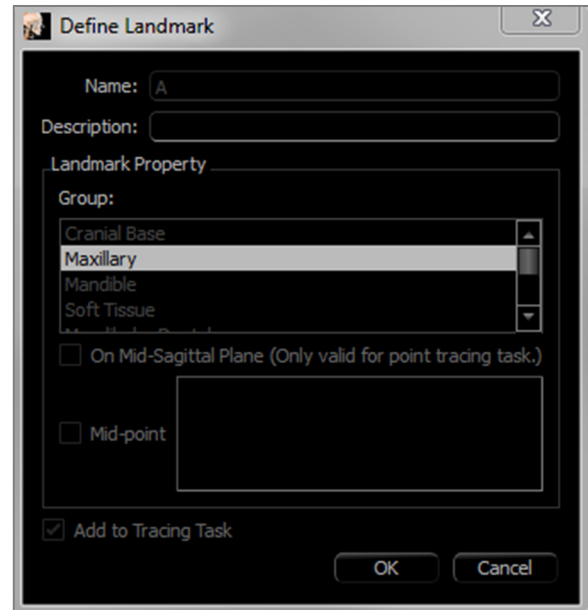 Define Landmark
Name: A
Description:
Landmark Property
Group:
Cranial Base
Maxillary
Mandible
Soft Tissue
On Mid-Sagittal Plane (Only valid for point tracing task.)
Mid-point
Add to Tracing Task
OK Cancel